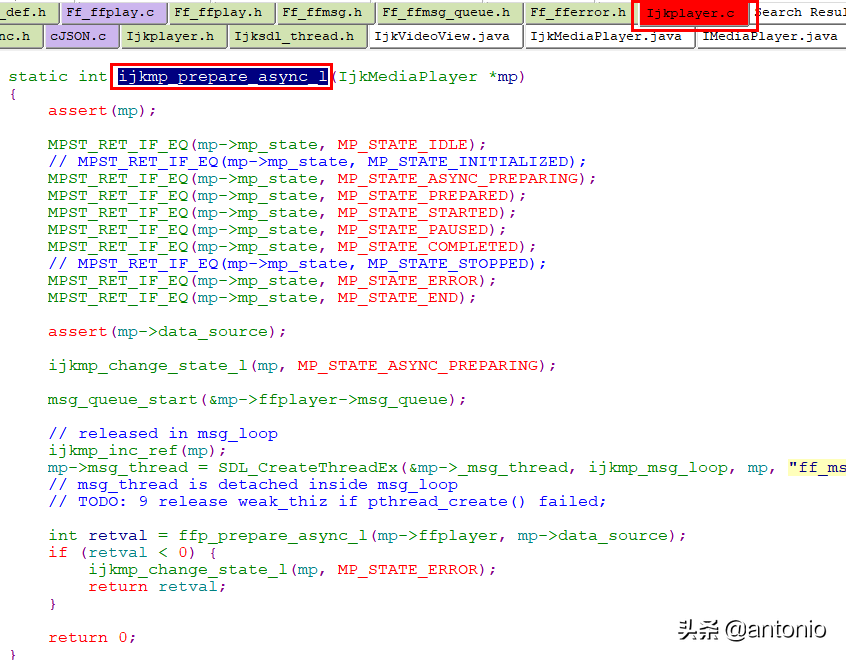 _def.h Ff_ffplay.c Ff_ffplay.h Ff_ffmsg.h Ff_ffmsg_queue.h Ff_fferror.h Ijkplayer.c Search Resul
nc.h cJSON.c Ijkplayer.h Ijksdl_thread.h IjkVideoView.java IjkMediaPlayer.java IMediaPlayer.java
static int ijkmp_prepare_async_l(IjkMediaPlayer *mp)
{
    assert(mp);
    MPST_RET_IF_EQ(mp->mp_state, MP_STATE_IDLE);
    // MPST_RET_IF_EQ(mp->mp_state, MP_STATE_INITIALIZED);
    MPST_RET_IF_EQ(mp->mp_state, MP_STATE_ASYNC_PREPARING);
    MPST_RET_IF_EQ(mp->mp_state, MP_STATE_PREPARED);
    MPST_RET_IF_EQ(mp->mp_state, MP_STATE_STARTED);
    MPST_RET_IF_EQ(mp->mp_state, MP_STATE_PAUSED);
    MPST_RET_IF_EQ(mp->mp_state, MP_STATE_COMPLETED);
    // MPST_RET_IF_EQ(mp->mp_state, MP_STATE_STOPPED);
    MPST_RET_IF_EQ(mp->mp_state, MP_STATE_ERROR);
    MPST_RET_IF_EQ(mp->mp_state, MP_STATE_END);
    assert(mp->data_source);
    ijkmp_change_state_l(mp, MP_STATE_ASYNC_PREPARING);
    msg_queue_start(&mp->ffplayer->msg_queue);
    // released in msg_loop
    ijkmp_inc_ref(mp);
    mp->msg_thread = SDL_CreateThreadEx(&mp->_msg_thread, ijkmp_msg_loop, mp, "ff_ms
    // msg_thread is detached inside msg_loop
    // TODO: 9 release weak_thiz if pthread_create() failed;
    int retval = ffp_prepare_async_l(mp->ffplayer, mp->data_source);
    if (retval < 0) {
        ijkmp_change_state_l(mp, MP_STATE_ERROR);
        return retval;
    }
    return 0;
}
头条 @antonio